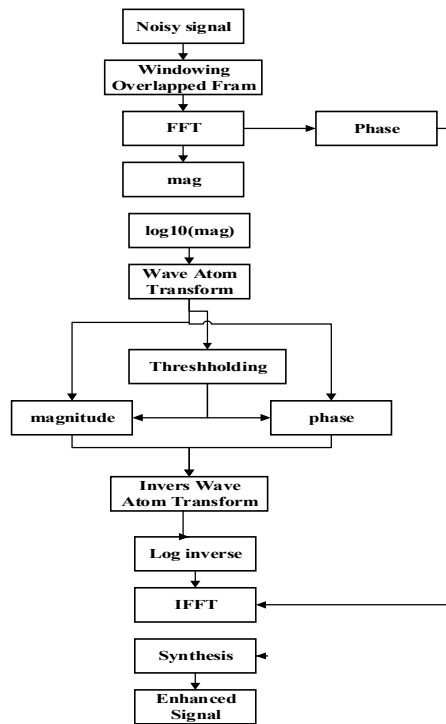 Noisy signal
Windowing
Overlapped Fram
FFT
Phase
mag
log10(mag)
Wave Atom
Transform
Threshholding
magnitude
phase
Invers Wave
Atom Transform
Log inverse
IFFT
Synthesis
Enhanced
Signal